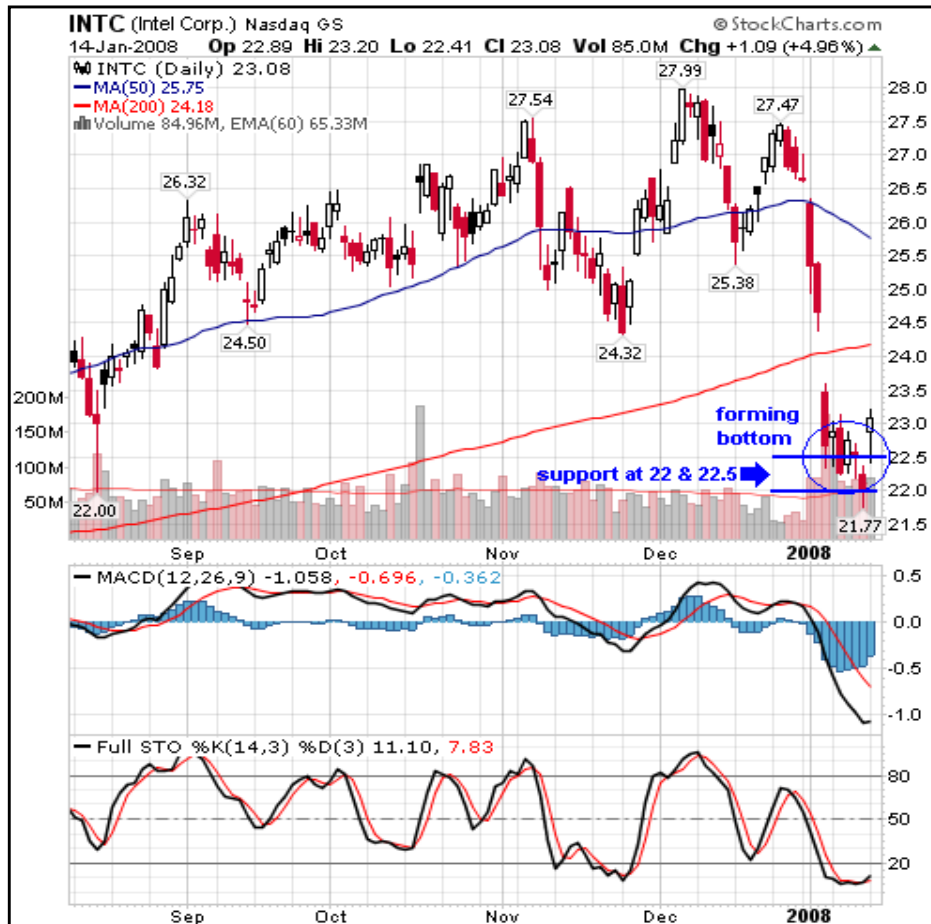 INTC (Intel Corp.) Nasdaq GS © StockCharts.com
14-Jan-2008 Op 22.89 Hi 23.20 Lo 22.41 Cl 23.08 Vol 85.0M Chg +1.09 (+4.96%)
INTC (Daily) 23.08
MA(50) 25.75
MA(200) 24.18
Volume 84.96M, EMA(60) 65.33M
27.99
27.54
27.47
26.32
25.38
24.50
24.32
22.00
21.77
forming
bottom
support at 22 & 22.5
28.0
27.5
27.0
26.5
26.0
25.5
25.0
24.5
24.0
23.5
23.0
22.5
22.0
21.5
200M
150M
100M
50M
Sep Oct Nov Dec 2008
MACD(12,26,9) -1.058, -0.696, -0.362
0.5
0.0
-0.5
-1.0
Full STO %K(14,3) %D(3) 11.10, 7.83
80
50
20
Sep Oct Nov Dec 2008